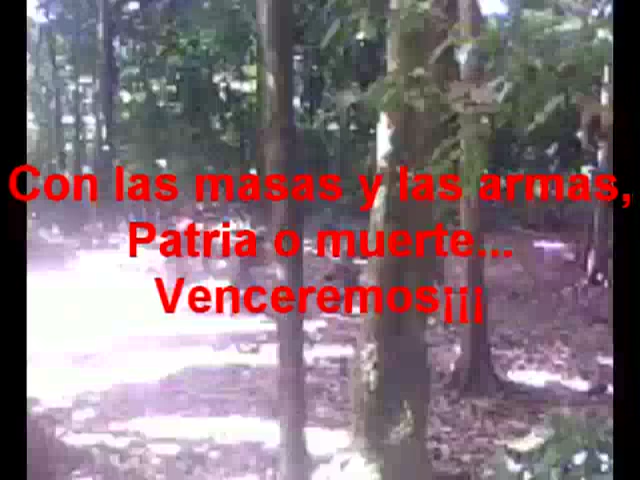 Con las masas y las armas,
Patria o muerte...
Venceremos¡¡¡